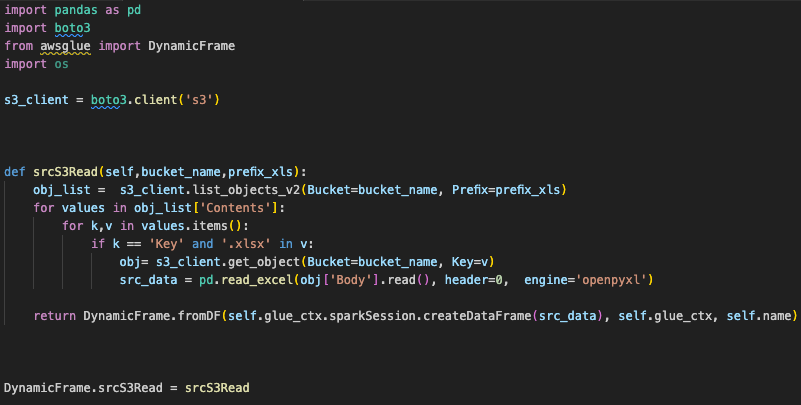 import pandas as pd
import boto3
from awsglue import DynamicFrame
import os
s3_client = boto3.client('s3')
def srcS3Read(self,bucket_name,prefix_xls):
    obj_list =  s3_client.list_objects_v2(Bucket=bucket_name, Prefix=prefix_xls)
    for values in obj_list['Contents']:
        for k,v in values.items():
            if k == 'Key' and '.xlsx' in v:
                obj= s3_client.get_object(Bucket=bucket_name, Key=v)
                src_data = pd.read_excel(obj['Body'].read(), header=0,  engine='openpyxl')
    return DynamicFrame.fromDF(self.glue_ctx.sparkSession.createDataFrame(src_data), self.glue_ctx, self.name)
DynamicFrame.srcS3Read = srcS3Read